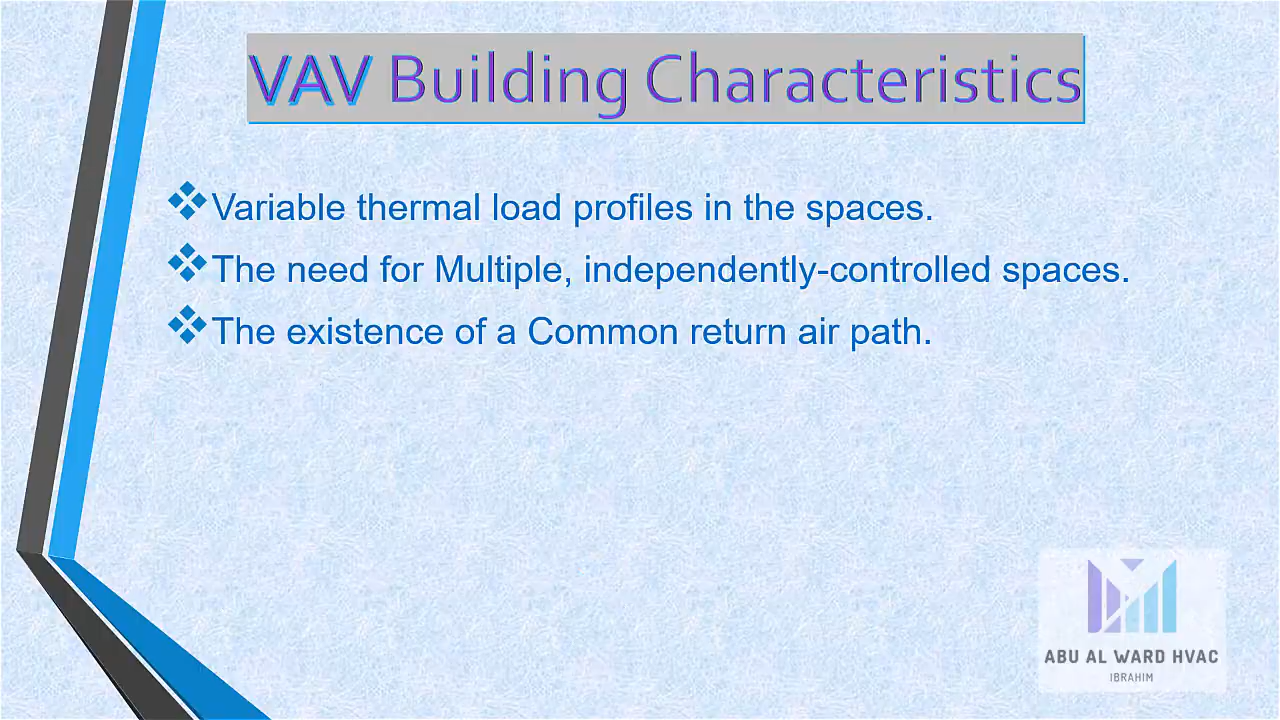 VAV Building Characteristics
Variable thermal load profiles in the spaces.
The need for Multiple, independently-controlled spaces.
The existence of a Common return air path.
ABU AL WARD HVAC
IBRAHIM